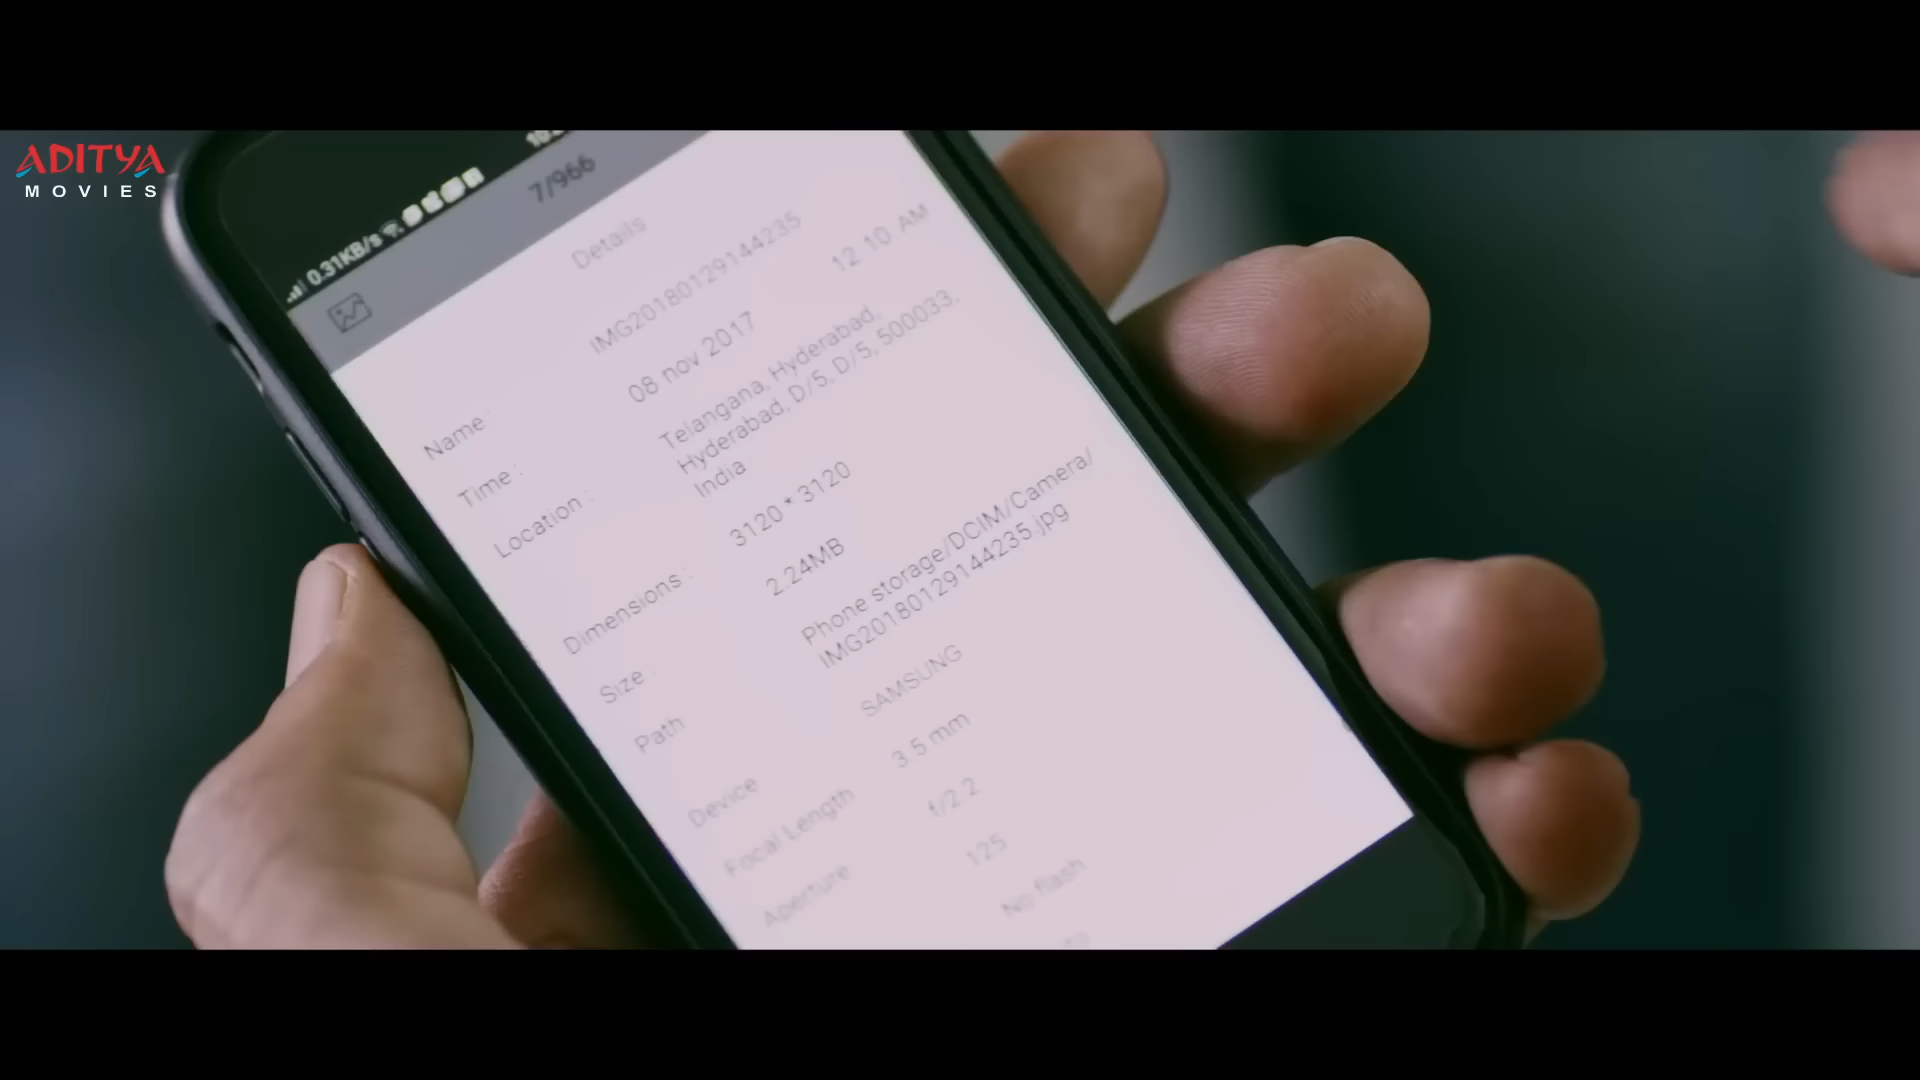 ADITYA
MOVIES
0.31KB/s
7/966
Details
Name : IMG20180129144235
Time : 08 nov 2017 12 10 AM
Location : Telangana, Hyderabad,
Hyderabad, D/5, D/5, 500033,
India
Dimensions : 3120 * 3120
Size : 2.24MB
Path Phone storage/DCIM/Camera/
IMG20180129144235.jpg
Device SAMSUNG
Focal Length 3.5 mm
Aperture f/2.2
125
No flash